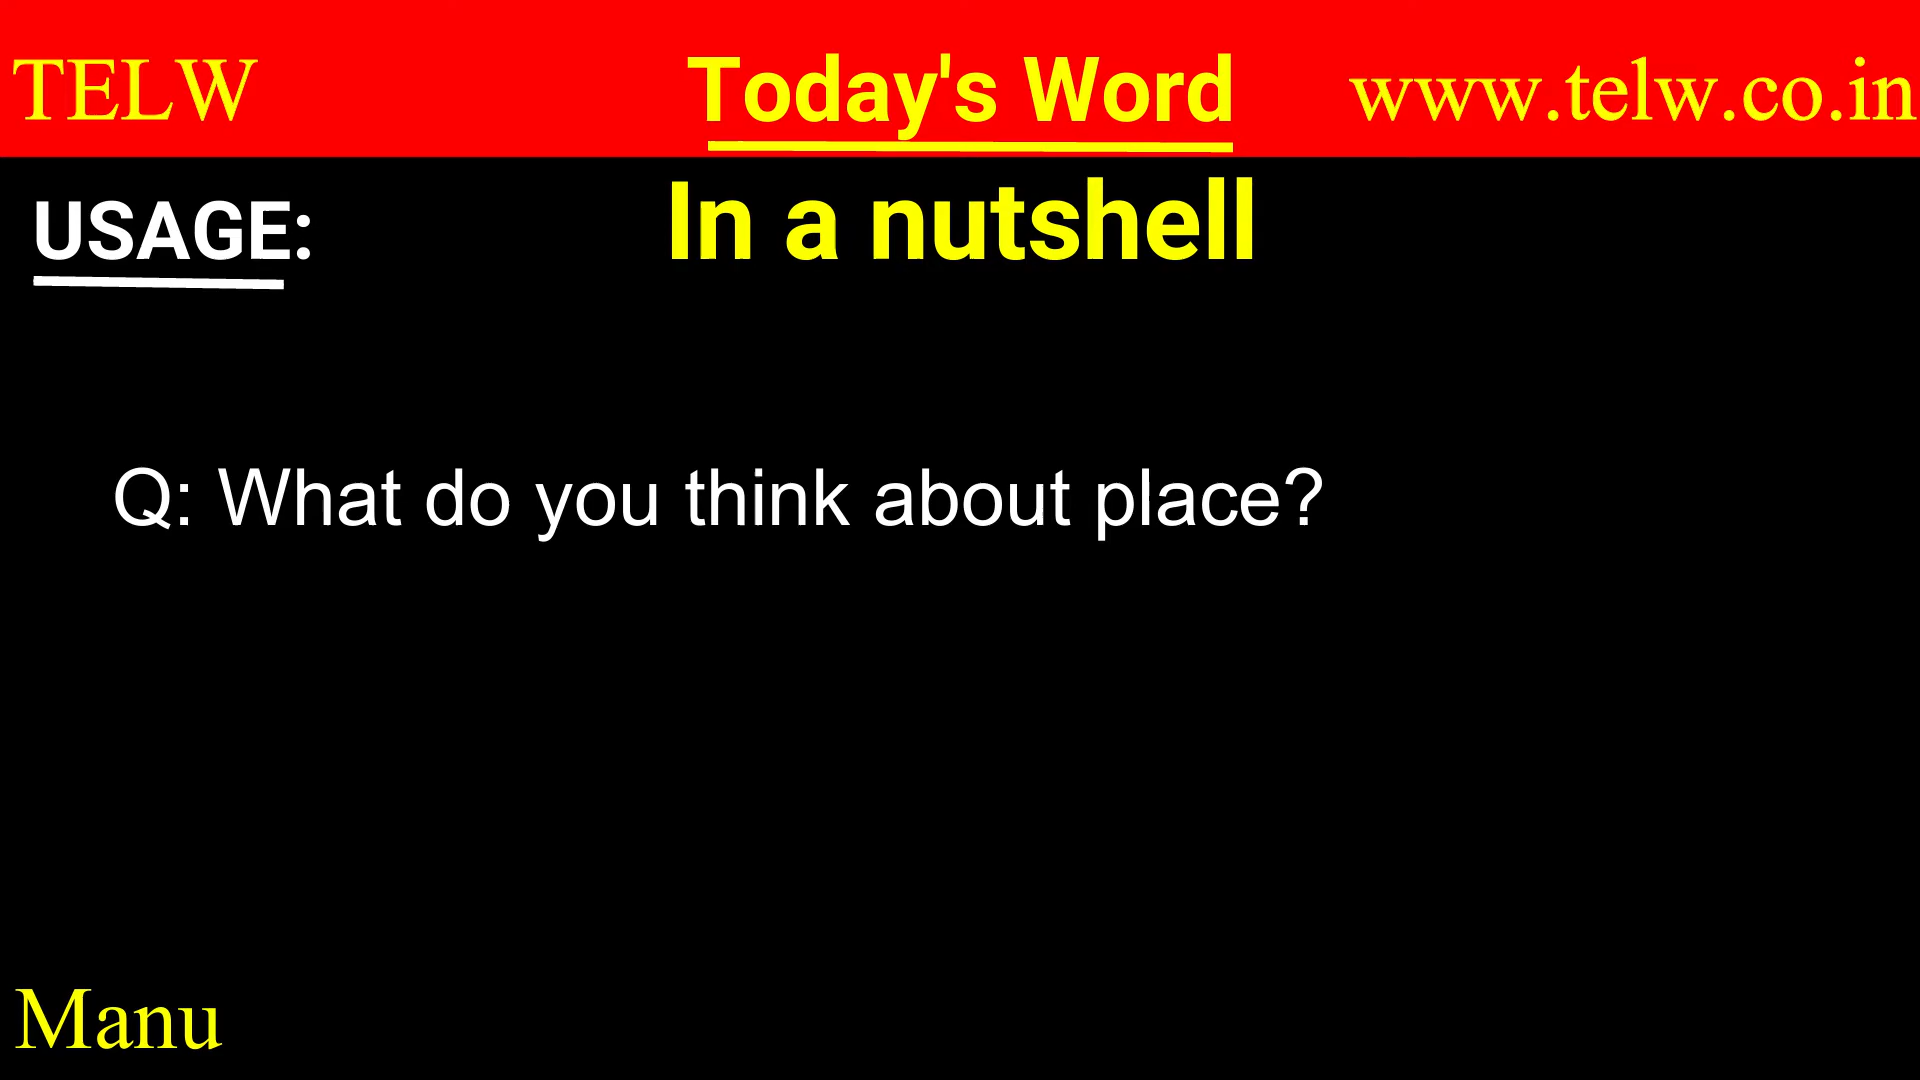 TELW
Today's Word
www.telw.co.in
USAGE:
In a nutshell
Q: What do you think about place?
Manu